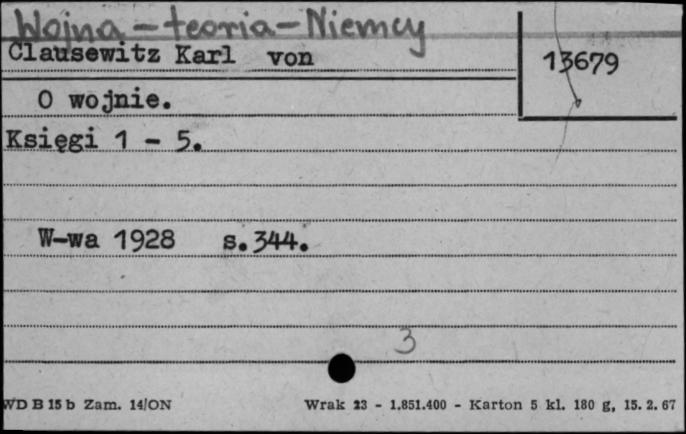 Wojna - teoria - Niemcy
Clausewitz Karl von
13679
O wojnie.
Księgi 1 - 5.
W-wa 1928 s.344.
3
WD B 15 b Zam. 14/ON
Wrak 23 - 1.851.400 - Karton 5 kl. 180 g, 15. 2. 67